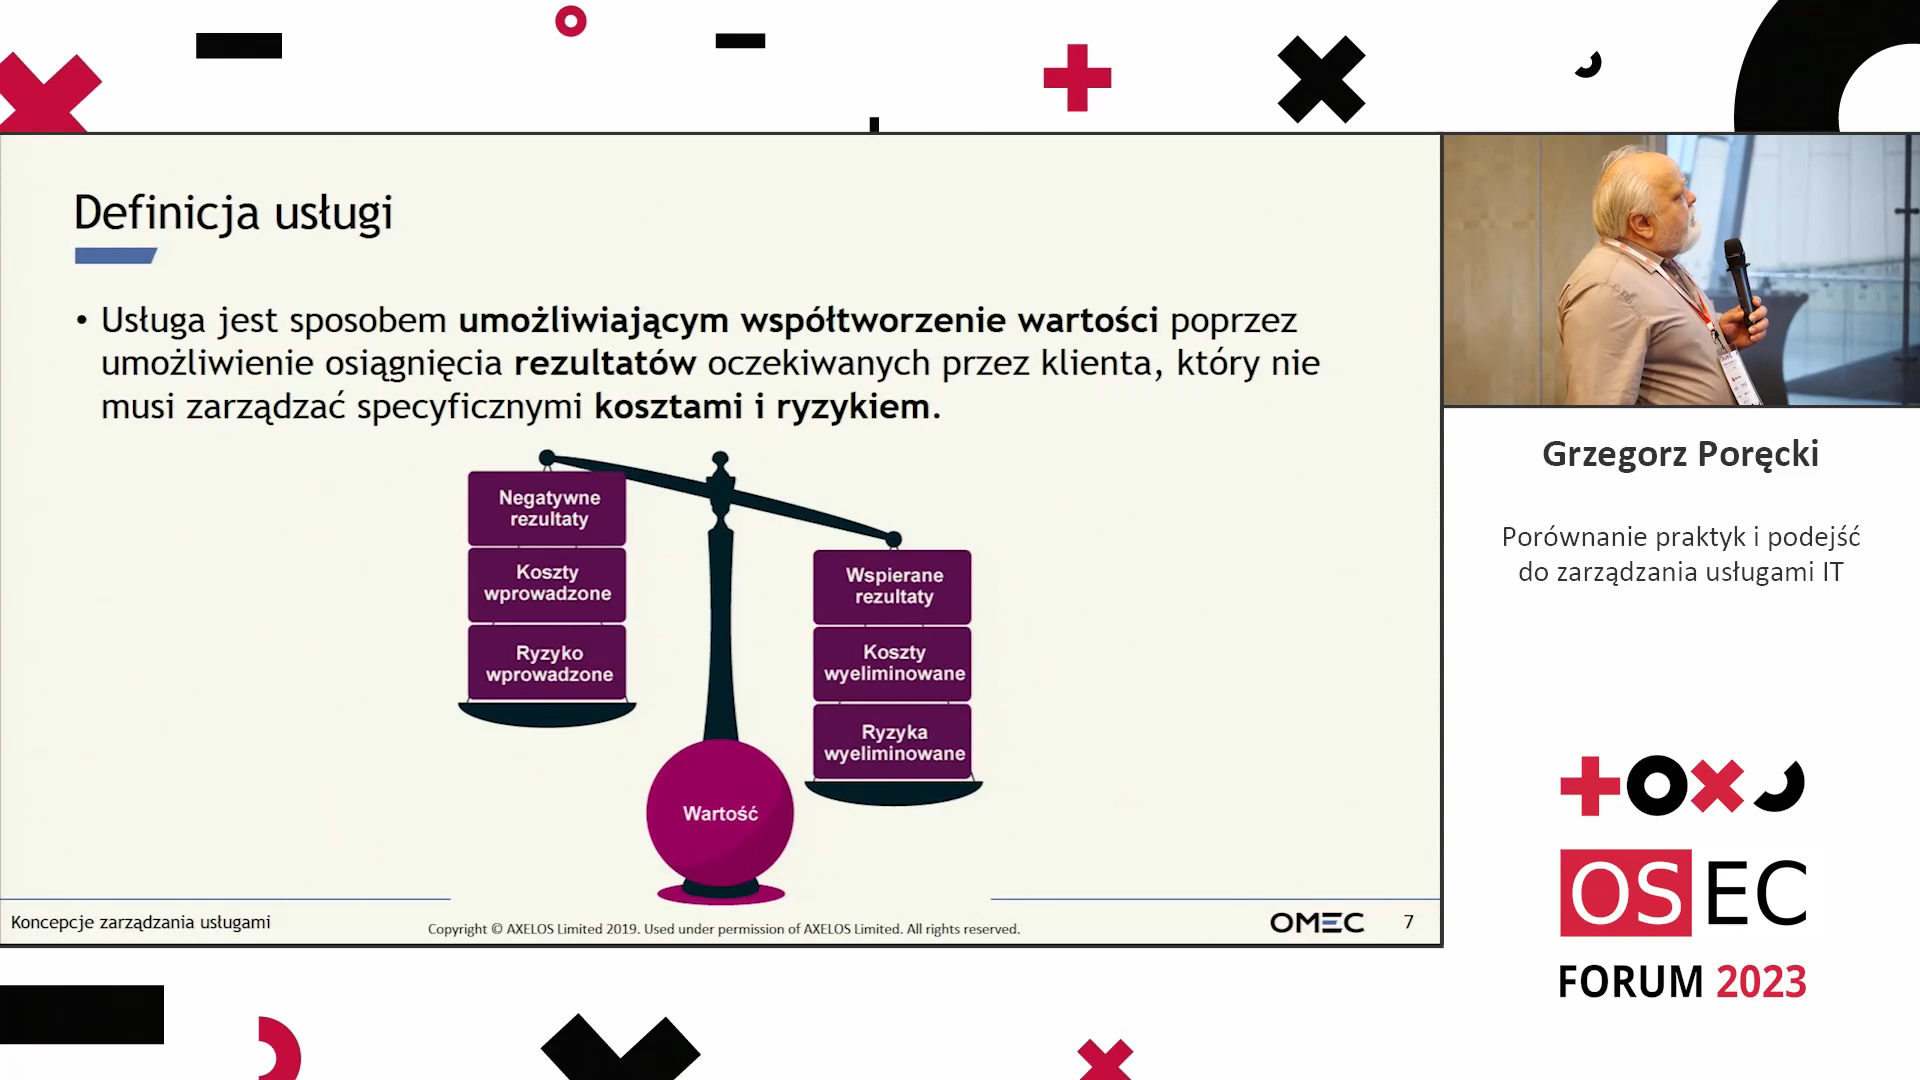 Definicja usługi
• Usługa jest sposobem umożliwiającym współtworzenie wartości poprzez
umożliwienie osiągnięcia rezultatów oczekiwanych przez klienta, który nie
musi zarządzać specyficznymi kosztami i ryzykiem.
Negatywne
rezultaty
Koszty
wprowadzone
Ryzyko
wprowadzone
Wspierane
rezultaty
Koszty
wyeliminowane
Ryzyka
wyeliminowane
Wartość
Koncepcje zarządzania usługami
Copyright © AXELOS Limited 2019. Used under permission of AXELOS Limited. All rights reserved.
OMEC
7
Grzegorz Poręcki
Porównanie praktyk i podejść
do zarządzania usługami IT
OSEC
FORUM 2023